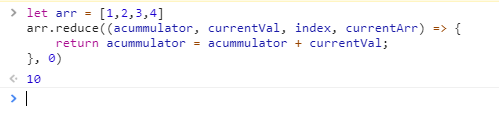 > let arr = [1,2,3,4]
arr.reduce((acummulator, currentVal, index, currentArr) => {
    return acummulator = acummulator + currentVal;
}, 0)
< 10
>